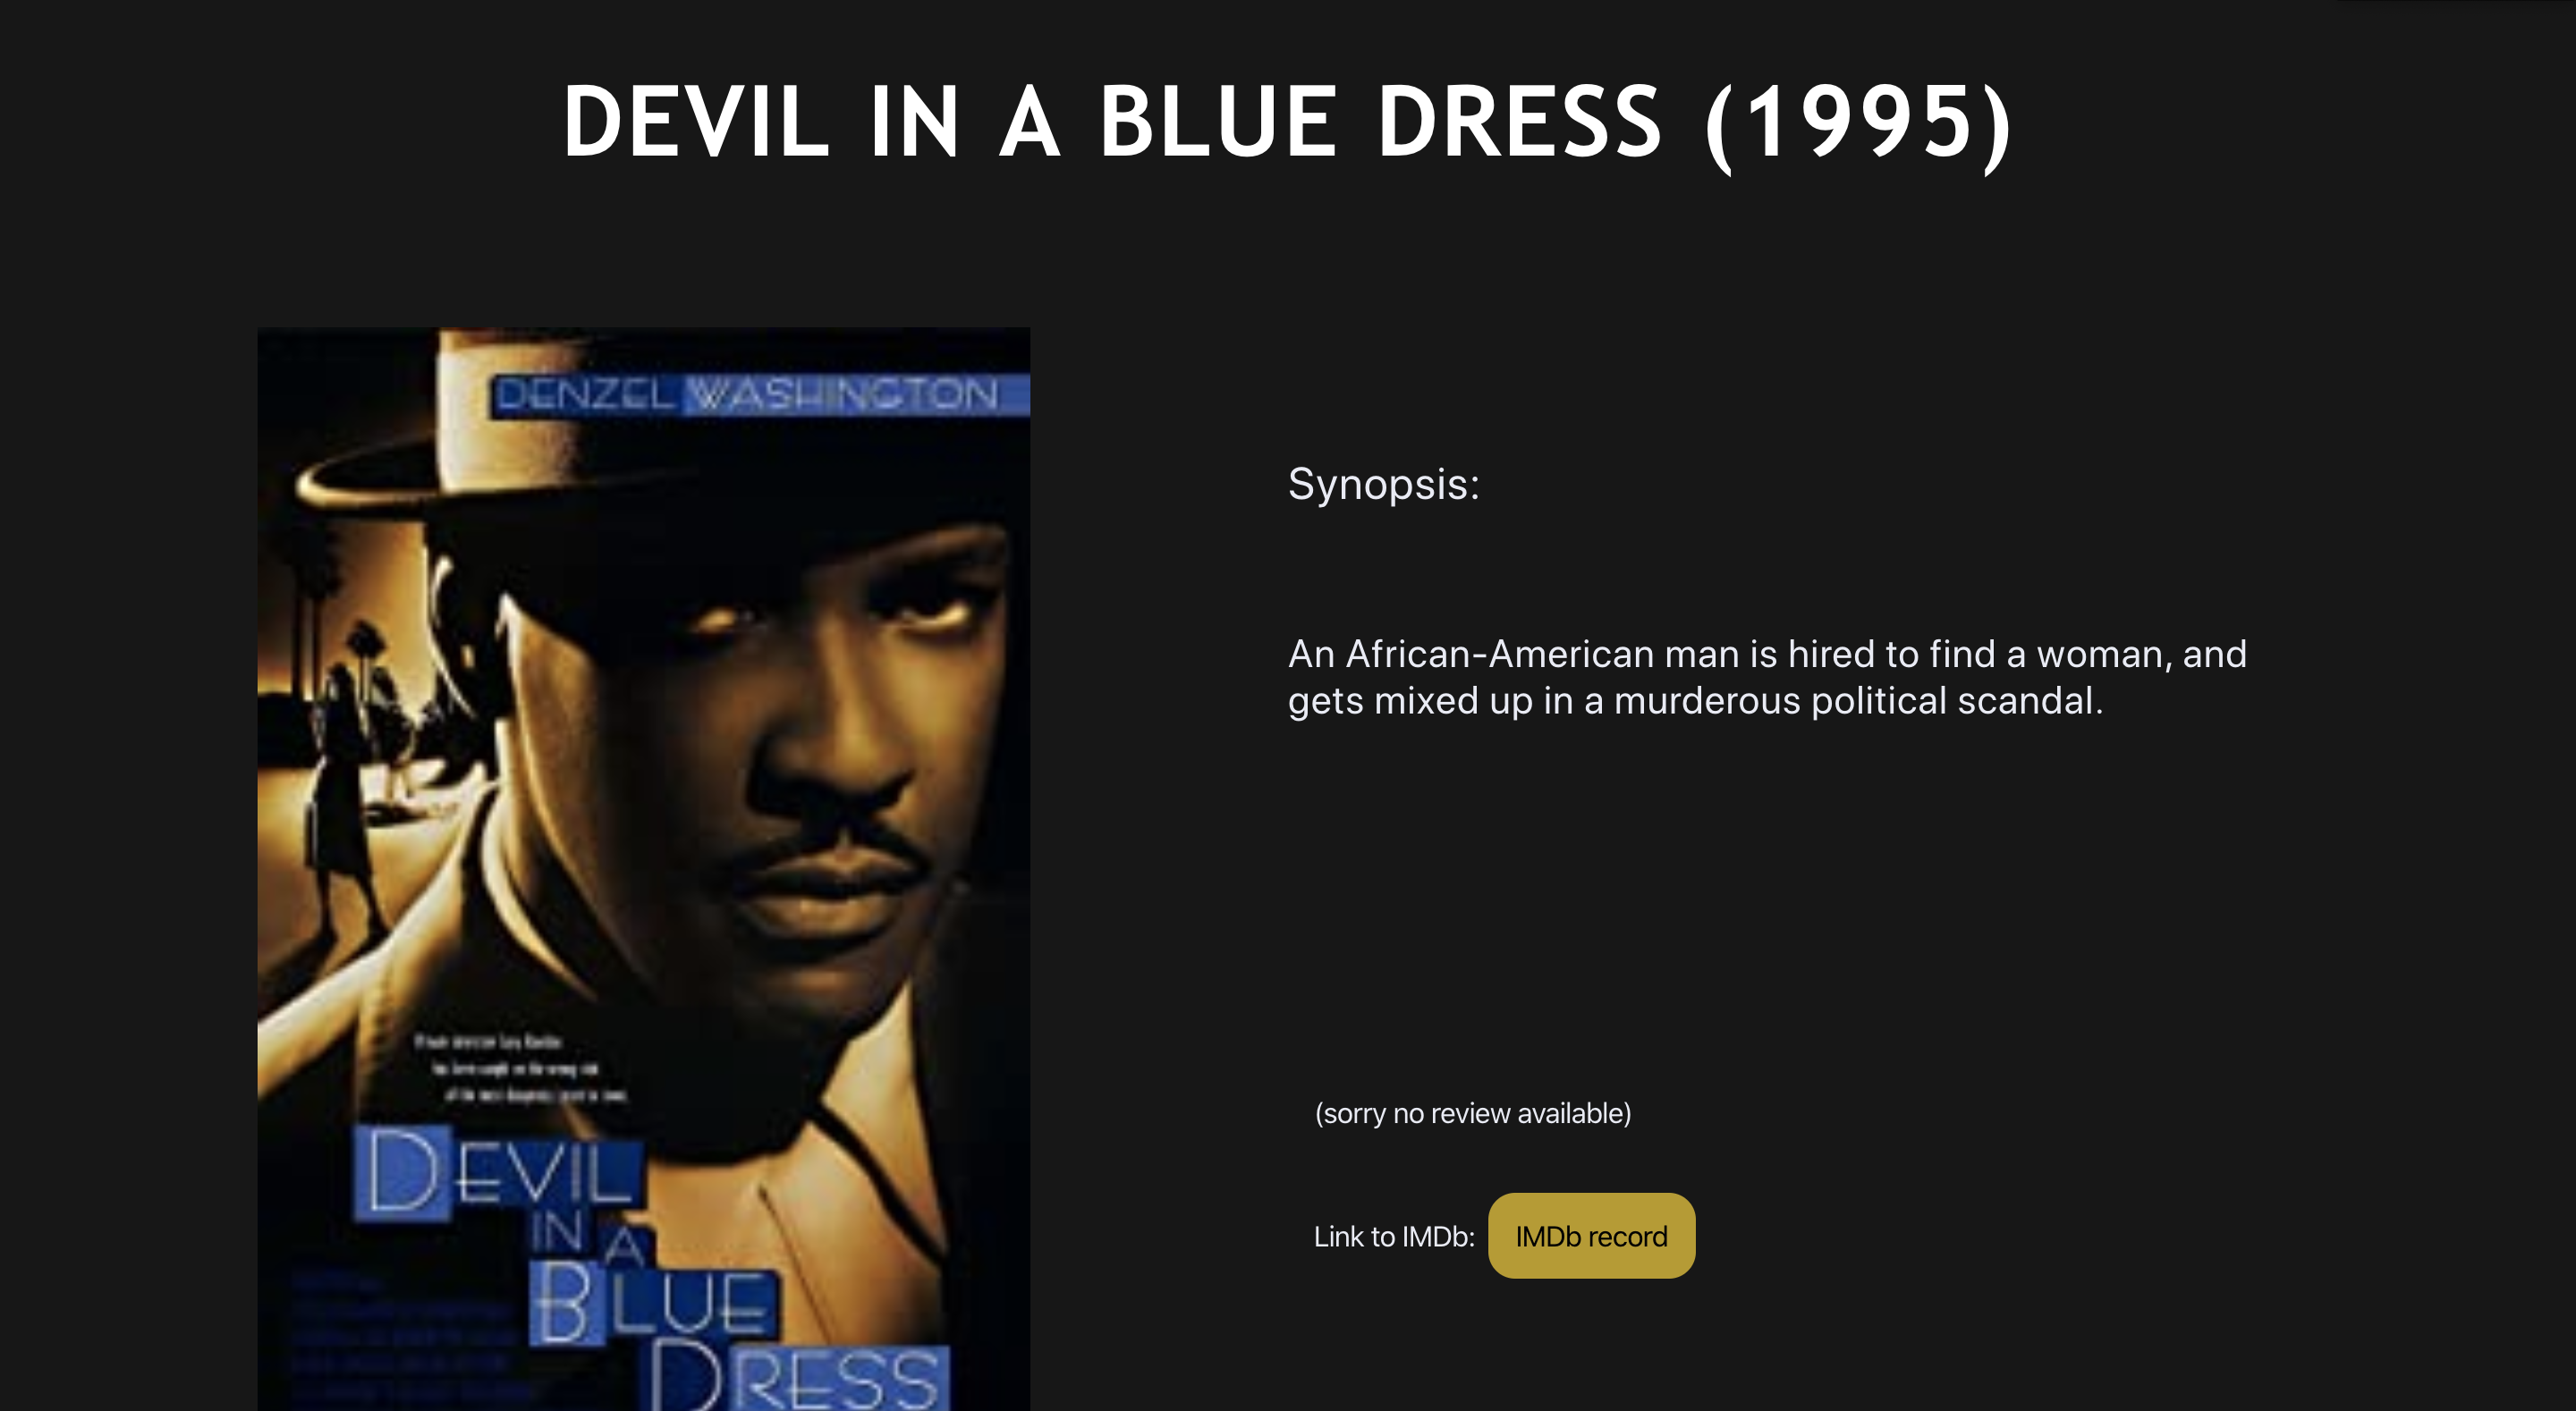 DEVIL IN A BLUE DRESS (1995)
DENZEL WASHINGTON
DEVIL
IN A
BLUE
DRESS
Synopsis:
An African-American man is hired to find a woman, and
gets mixed up in a murderous political scandal.
(sorry no review available)
Link to IMDb: IMDb record